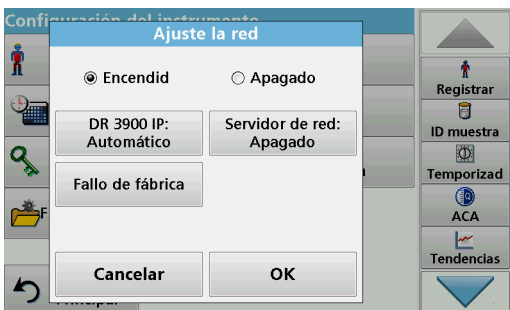 Configuración del instrumento
Ajuste la red
Encendid
Apagado
DR 3900 IP:
Automático
Servidor de red:
Apagado
Fallo de fábrica
Cancelar
OK
Principal
Registrar
ID muestra
Temporizad
ACA
Tendencias